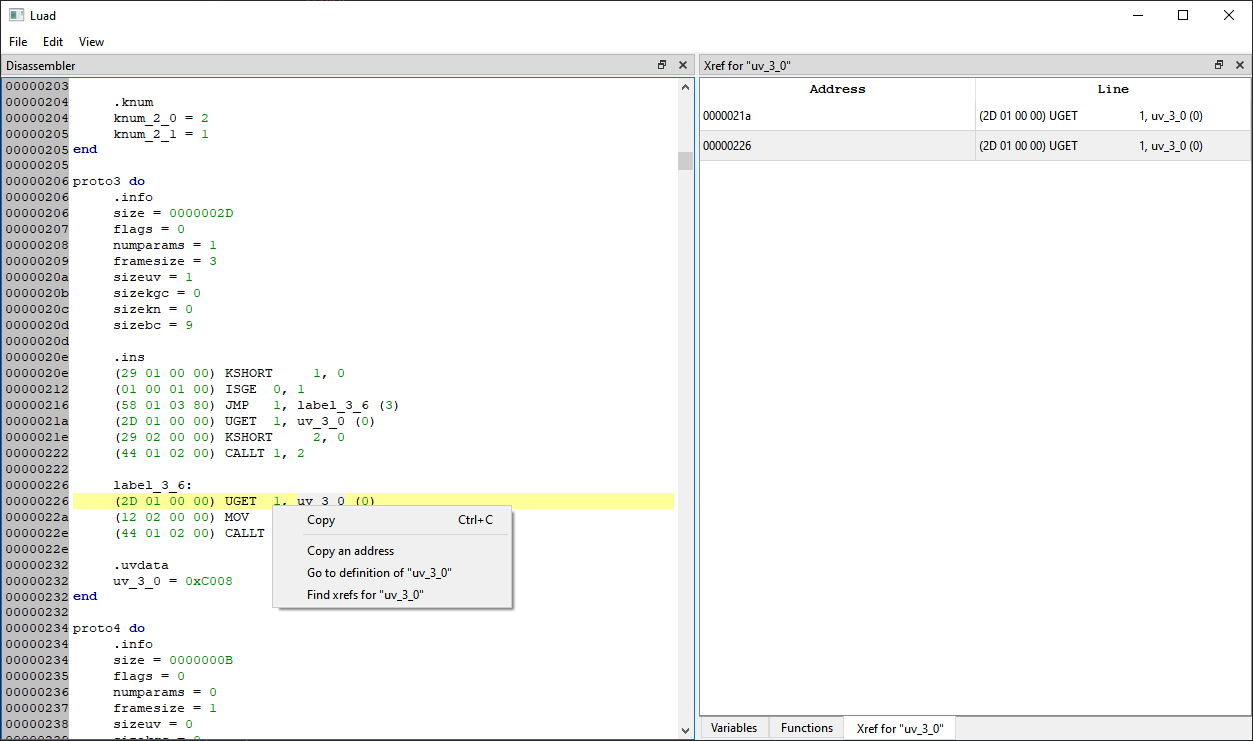 Luad
File Edit View
Disassembler
00000203
00000204 .knum
00000204 knum_2_0 = 2
00000205 knum_2_1 = 1
00000205 end
00000205
00000206 proto3 do
00000206 .info
00000206 size = 0000002D
00000207 flags = 0
00000208 numparams = 1
00000209 framesize = 3
0000020a sizeuv = 1
0000020b sizekgc = 0
0000020c sizekn = 0
0000020d sizebc = 9
0000020d
0000020e .ins
0000020e (29 01 00 00) KSHORT 1, 0
00000212 (01 00 01 00) ISGE 0, 1
00000216 (58 01 03 80) JMP 1, label_3_6 (3)
0000021a (2D 01 00 00) UGET 1, uv_3_0 (0)
0000021e (29 02 00 00) KSHORT 2, 0
00000222 (44 01 02 00) CALLT 1, 2
00000222
00000226 label_3_6:
00000226 (2D 01 00 00) UGET 1, uv_3_0 (0)
0000022a (12 02 00 00) MOV
0000022e (44 01 02 00) CALLT
0000022e
00000232 .uvdata
00000232 uv_3_0 = 0xC008
00000232 end
00000232
00000234 proto4 do
00000234 .info
00000234 size = 0000000B
00000235 flags = 0
00000236 numparams = 0
00000237 framesize = 1
00000238 sizeuv = 0
Copy Ctrl+C
Copy an address
Go to definition of "uv_3_0"
Find xrefs for "uv_3_0"
Xref for "uv_3_0"
Address Line
0000021a (2D 01 00 00) UGET 1, uv_3_0 (0)
00000226 (2D 01 00 00) UGET 1, uv_3_0 (0)
Variables Functions Xref for "uv_3_0"